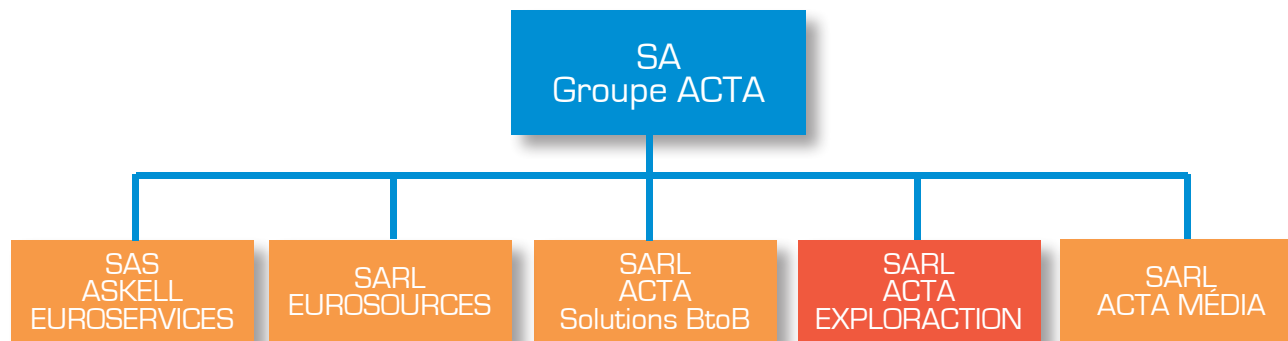 SA
Groupe ACTA
SAS
ASKELL
EUROSERVICES
SARL
EUROSOURCES
SARL
ACTA
Solutions BtoB
SARL
ACTA
EXPLORACTION
SARL
ACTA MÉDIA